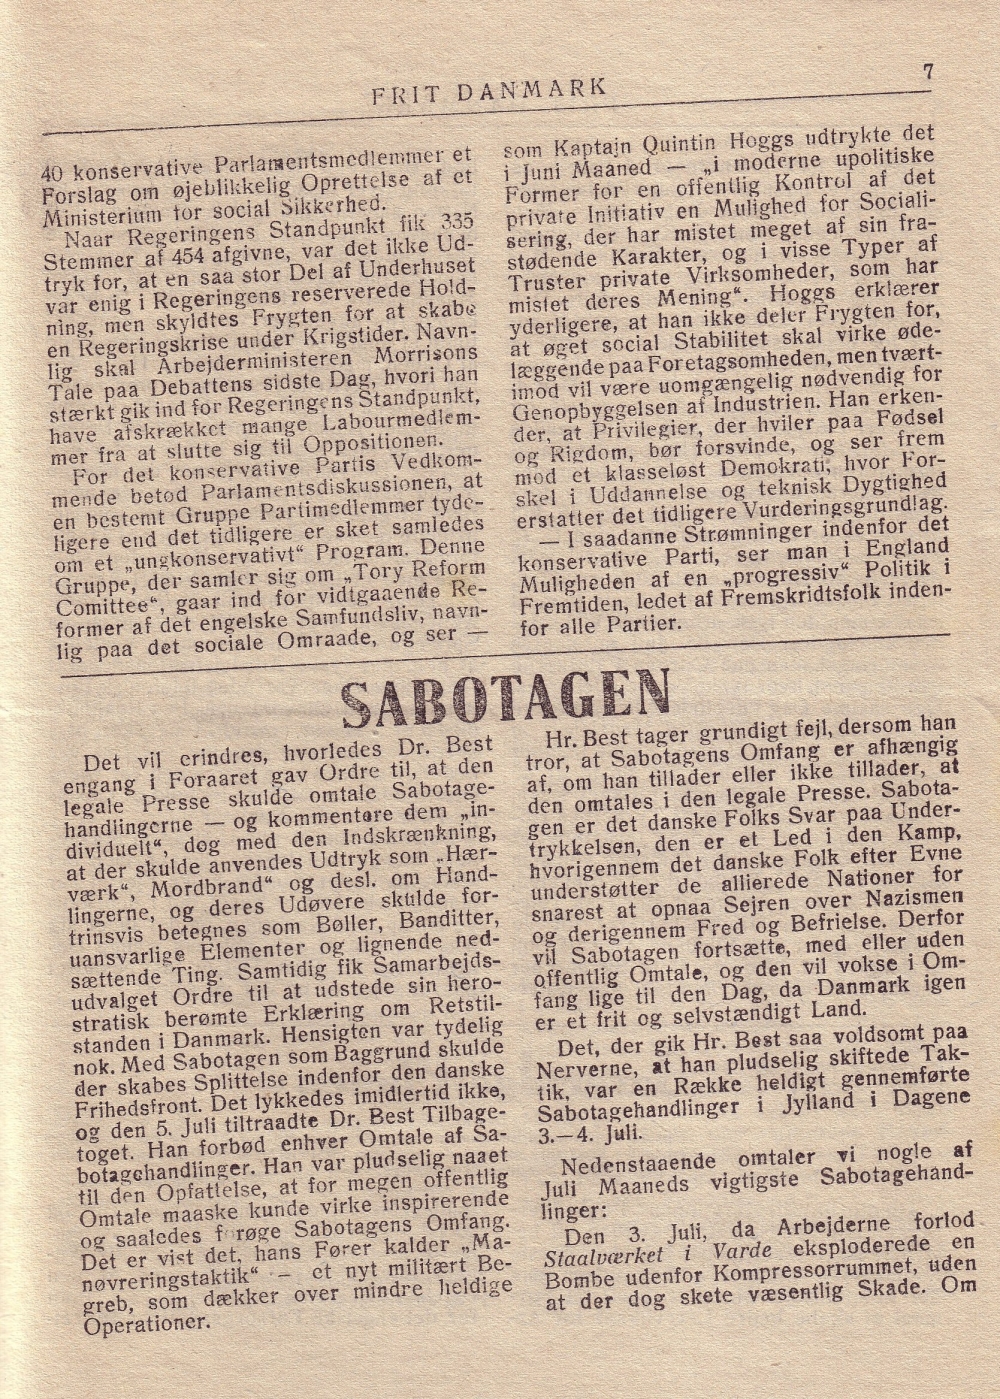 7
FRIT DANMARK
40 konservative Parlamentsmedlemmer et
Forslag om øjeblikkelig Oprettelse af et
Ministerium for social Sikkerhed.
Naar Regeringens Standpunkt fik 335
Stemmer af 454 afgivne, var det ikke Ud-
tryk for, at en saa stor Del af Underhuset
var enig i Regeringens reserverede Hold-
ning, men skyldtes Frygten for at skabe
en Regeringskrise under Krigstider. Navn-
lig skal Arbejderministeren Morrisons
Tale paa Debattens sidste Dag, hvori han
stærkt gik ind for Regeringens Standpunkt,
have afskrækket mange Labourmedlem-
mer fra at slutte sig til Oppositionen.
For det konservative Partis Vedkom-
mende betød Parlamentsdiskussionen, at
en bestemt Gruppe Partimedlemmer tyde-
ligere end det tidligere er sket samledes
om et „ungkonservativt“ Program. Denne
Gruppe, der samler sig om „Tory Reform
Comittee“, gaar ind for vidtgaaende Re-
former af det engelske Samfundsliv, navn-
lig paa det sociale Omraade, og ser —
som Kaptajn Quintin Hoggs udtrykte det
i Juni Maaned — „i moderne upolitiske
Former for en offentlig Kontrol af det
private Initiativ en Mulighed for Sociali-
sering, der har mistet meget af sin fra-
stødende Karakter, og i visse Typer af
Truster private Virksomheder, som har
mistet deres Mening“. Hoggs erklærer
yderligere, at han ikke deler Frygten for,
at øget social Stabilitet skal virke øde-
læggende paa Foretagsomheden, men tvært-
imod vil være uomgængelig nødvendig for
Genopbyggelsen af Industrien. Han erken-
der, at Privilegier, der hviler paa Fødsel
og Rigdom, bør forsvinde, og ser frem
mod et klasseløst Demokrati, hvor For-
skel i Uddannelse og teknisk Dygtighed
erstatter det tidligere Vurderingsgrundlag.
— I saadanne Strømninger indenfor det
konservative Parti, ser man i England
Muligheden af en „progressiv“ Politik i
Fremtiden, ledet af Fremskridtsfolk inden-
for alle Partier.
SABOTAGEN
Det vil erindres, hvorledes Dr. Best
engang i Foraaret gav Ordre til, at den
legale Presse skulde omtale Sabotage-
handlingerne — og kommentere dem „in-
dividuelt“, dog med den Indskrænkning,
at der skulde anvendes Udtryk som „Hær-
værk“, Mordbrand“ og desl. om Hand-
lingerne, og deres Udøvere skulde for-
trinsvis betegnes som Bøller, Banditter,
uansvarlige Elementer og lignende ned-
sættende Ting. Samtidig fik Samarbejds-
udvalget Ordre til at udstede sin hero-
stratisk berømte Erklæring om Retstil-
standen i Danmark. Hensigten var tydelig
nok. Med Sabotagen som Baggrund skulde
der skabes Splittelse indenfor den danske
Frihedsfront. Det lykkedes imidlertid ikke,
og den 5. Juli tiltraadte Dr. Best Tilbage-
toget. Han forbød enhver Omtale af Sa-
botagehandlinger. Han var pludselig naaet
til den Opfattelse, at for megen offentlig
Omtale maaske kunde virke inspirerende
og saaledes forøge Sabotagens Omfang.
Det er vist det, hans Fører kalder „Ma-
nøvreringstaktik“ — et nyt militært Be-
greb, som dækker over mindre heldige
Operationer.
Hr. Best tager grundigt fejl, dersom han
tror, at Sabotagens Omfang er afhængig
af, om han tillader eller ikke tillader, at
den omtales i den legale Presse. Sabota-
gen er det danske Folks Svar paa Under-
trykkelsen, den er et Led i den Kamp,
hvorigennem det danske Folk efter Evne
understøtter de allierede Nationer for
snarest at opnaa Sejren over Nazismen
og derigennem Fred og Befrielse. Derfor
vil Sabotagen fortsætte, med eller uden
offentlig Omtale, og den vil vokse i Om-
fang lige til den Dag, da Danmark igen
er et frit og selvstændigt Land.
Det, der gik Hr. Best saa voldsomt paa
Nerverne, at han pludselig skiftede Tak-
tik, var en Række heldigt gennemførte
Sabotagehandlinger i Jylland i Dagene
3.—4. Juli.
Nedenstaaende omtaler vi nogle af
Juli Maaneds vigtigste Sabotagehand-
linger:
Den 3. Juli, da Arbejderne forlod
Staalværket i Varde eksploderede en
Bombe udenfor Kompressorrummet, uden
at der dog skete væsentlig Skade. Om